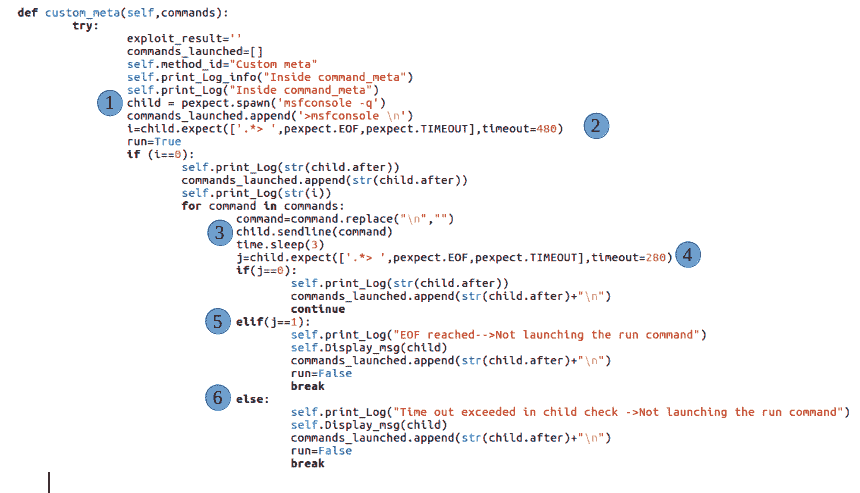 def custom_meta(self,commands):
try:
exploit_result=''
commands_launched=[]
self.method_id="Custom meta"
self.print_Log_info("Inside command_meta")
self.print_Log("Inside command_meta")
1 child = pexpect.spawn('msfconsole -q')
commands_launched.append('>msfconsole \n')
i=child.expect(['.*> ',pexpect.EOF,pexpect.TIMEOUT],timeout=480) 2
run=True
if (i==0):
self.print_Log(str(child.after))
commands_launched.append(str(child.after))
self.print_Log(str(i))
for command in commands:
command=command.replace("\n","")
3 child.sendline(command)
time.sleep(3)
j=child.expect(['.*> ',pexpect.EOF,pexpect.TIMEOUT],timeout=280) 4
if(j==0):
self.print_Log(str(child.after))
commands_launched.append(str(child.after)+"\n")
continue
5 elif(j==1):
self.print_Log("EOF reached-->Not launching the run command")
self.Display_msg(child)
commands_launched.append(str(child.after)+"\n")
run=False
break
6 else:
self.print_Log("Time out exceeded in child check ->Not launching the run command")
self.Display_msg(child)
commands_launched.append(str(child.after)+"\n")
run=False
break